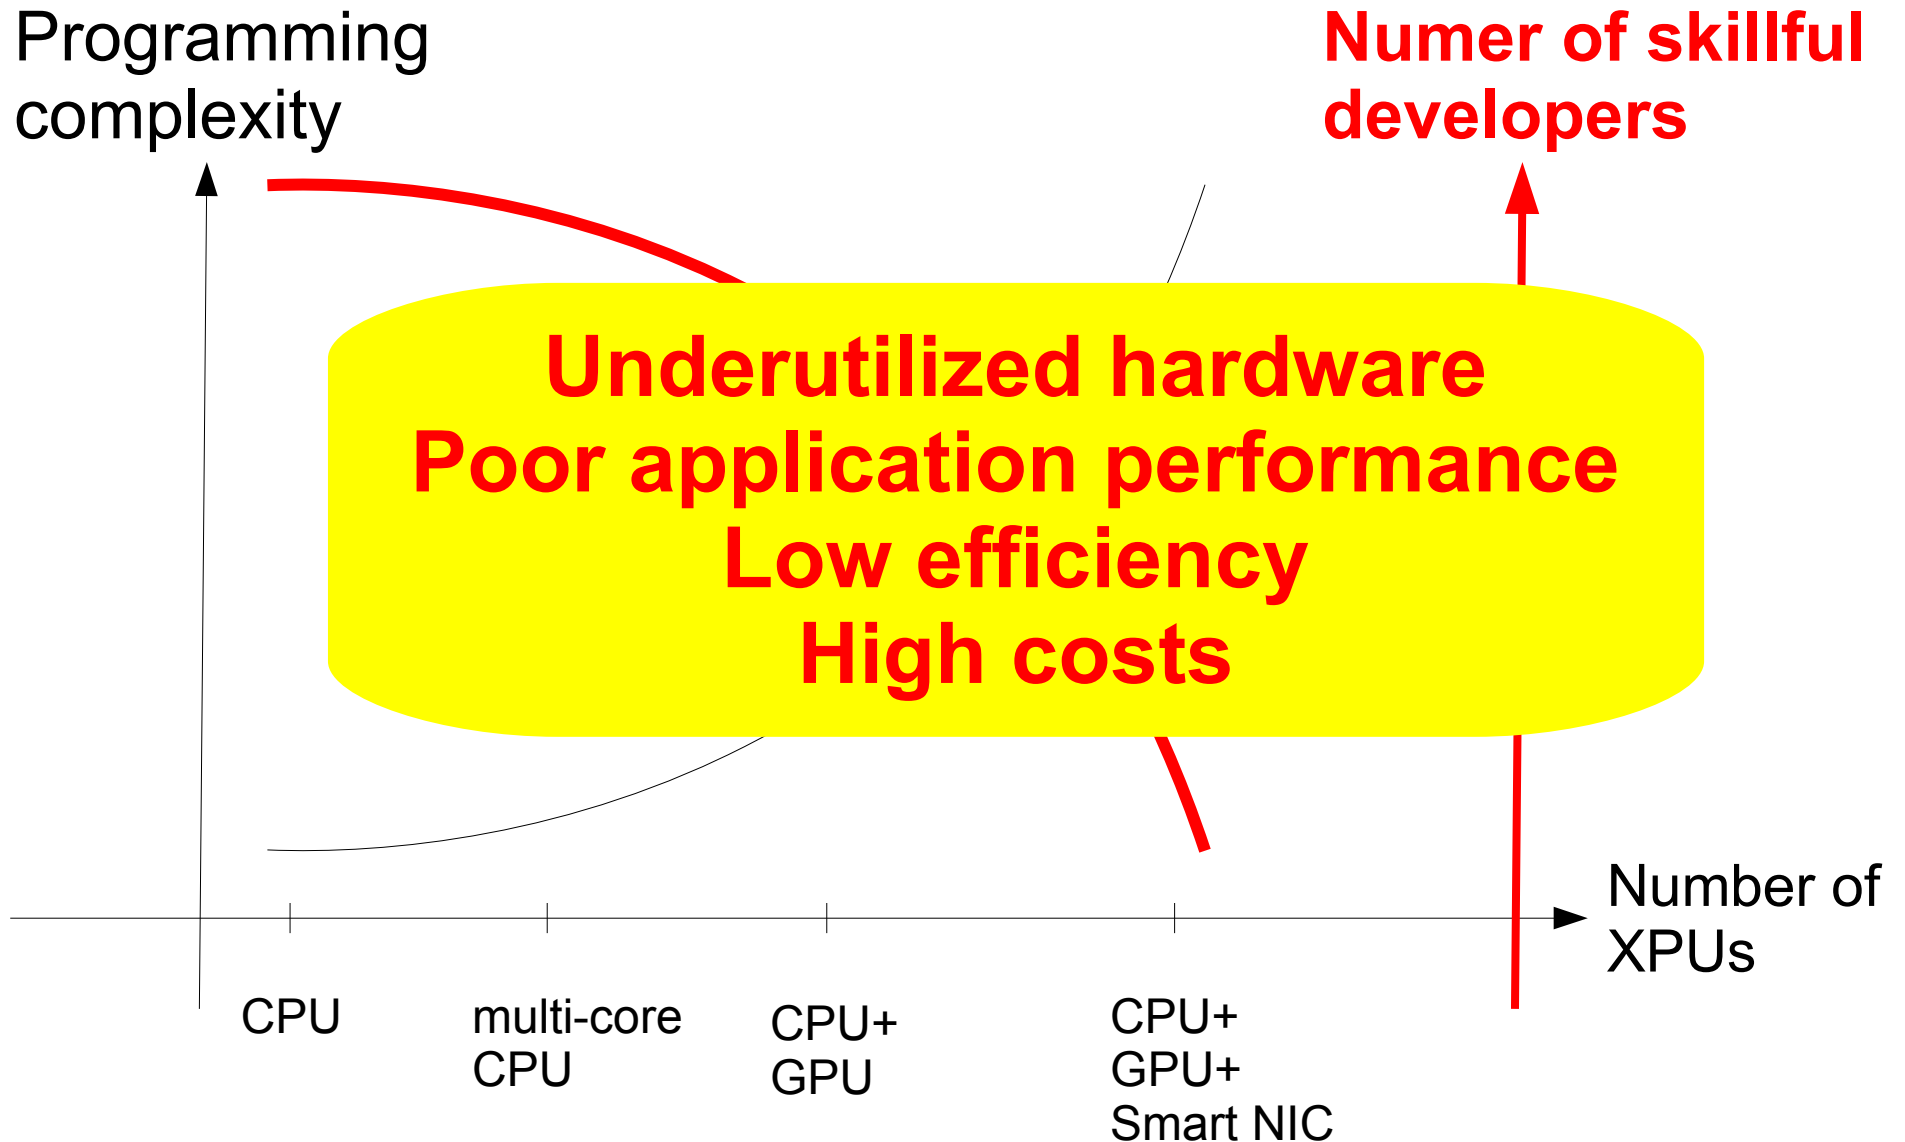 Programming
complexity
Numer of skillful
developers
Underutilized hardware
Poor application performance
Low efficiency
High costs
Number of
XPUs
CPU
multi-core
CPU
CPU+
GPU
CPU+
GPU+
Smart NIC